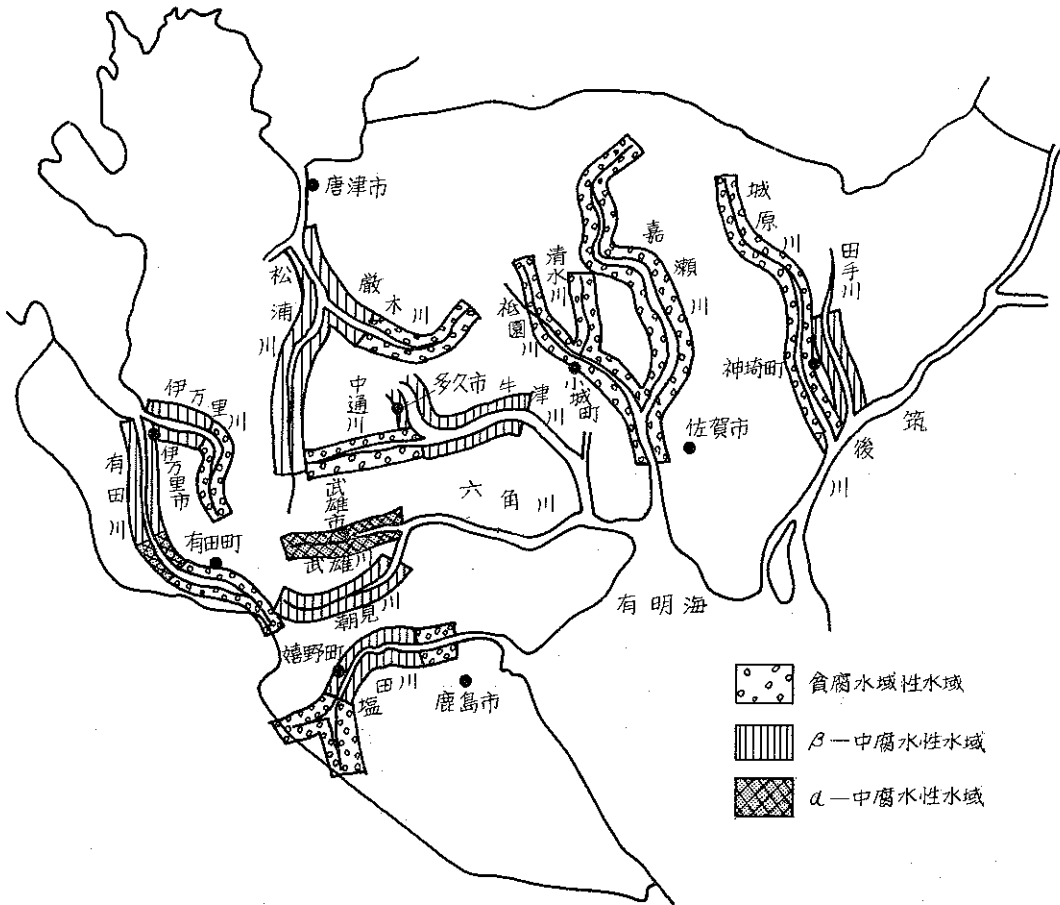 唐津市
松浦川
厳木川
清水川
祗園川
嘉瀬川
城原川
田手川
神埼町
小城町
佐賀市
筑後川
中通川
多久市
牛津川
伊万里川
伊万里市
有田川
有田町
武雄市
武雄川
六角川
潮見川
有明海
嬉野町
塩田川
鹿島市
貧腐水域性水域
β—中腐水性水域
α—中腐水性水域